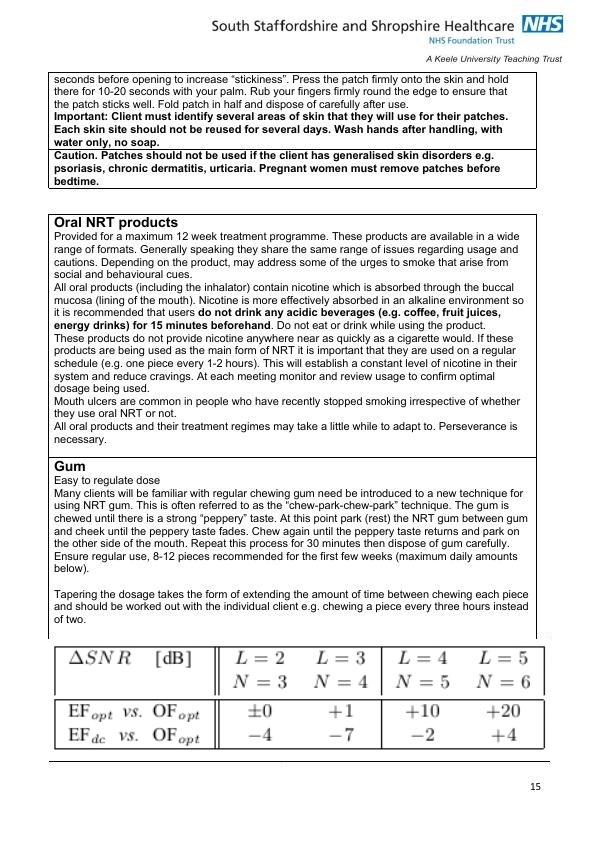 South Staffordshire and Shropshire Healthcare NHS
NHS Foundation Trust
A Keele University Teaching Trust
seconds before opening to increase “stickiness”. Press the patch firmly onto the skin and hold
there for 10-20 seconds with your palm. Rub your fingers firmly round the edge to ensure that
the patch sticks well. Fold patch in half and dispose of carefully after use.
Important: Client must identify several areas of skin that they will use for their patches.
Each skin site should not be reused for several days. Wash hands after handling, with
water only, no soap.
Caution. Patches should not be used if the client has generalised skin disorders e.g.
psoriasis, chronic dermatitis, urticaria. Pregnant women must remove patches before
bedtime.
Oral NRT products
Provided for a maximum 12 week treatment programme. These products are available in a wide
range of formats. Generally speaking they share the same range of issues regarding usage and
cautions. Depending on the product, may address some of the urges to smoke that arise from
social and behavioural cues.
All oral products (including the inhalator) contain nicotine which is absorbed through the buccal
mucosa (lining of the mouth). Nicotine is more effectively absorbed in an alkaline environment so
it is recommended that users do not drink any acidic beverages (e.g. coffee, fruit juices,
energy drinks) for 15 minutes beforehand. Do not eat or drink while using the product.
These products do not provide nicotine anywhere near as quickly as a cigarette would. If these
products are being used as the main form of NRT it is important that they are used on a regular
schedule (e.g. one piece every 1-2 hours). This will establish a constant level of nicotine in their
system and reduce cravings. At each meeting monitor and review usage to confirm optimal
dosage being used.
Mouth ulcers are common in people who have recently stopped smoking irrespective of whether
they use oral NRT or not.
All oral products and their treatment regimes may take a little while to adapt to. Perseverance is
necessary.
Gum
Easy to regulate dose
Many clients will be familiar with regular chewing gum need be introduced to a new technique for
using NRT gum. This is often referred to as the “chew-park-chew-park” technique. The gum is
chewed until there is a strong “peppery” taste. At this point park (rest) the NRT gum between gum
and cheek until the peppery taste fades. Chew again until the peppery taste returns and park on
the other side of the mouth. Repeat this process for 30 minutes then dispose of gum carefully.
Ensure regular use, 8-12 pieces recommended for the first few weeks (maximum daily amounts
below).
Tapering the dosage takes the form of extending the amount of time between chewing each piece
and should be worked out with the individual client e.g. chewing a piece every three hours instead
of two.
ΔSNR [dB] L = 2 L = 3 L = 4 L = 5
N = 3 N = 4 N = 5 N = 6
EFopt vs. OFopt ±0 +1 +10 +20
EFdc vs. OFopt −4 −7 −2 +4
15